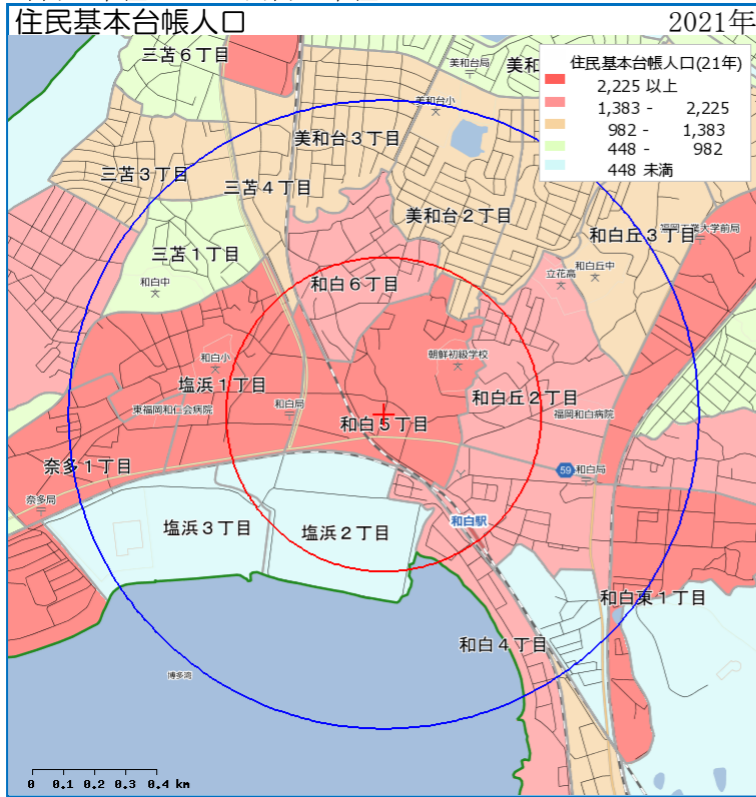 住民基本台帳人口
2021年
住民基本台帳人口(21年)
2,225 以上
1,383 - 2,225
982 - 1,383
448 - 982
448 未満
三苫６丁目
美和台局
美和
美和台小
美和台３丁目
三苫３丁目
三苫４丁目
美和台２丁目
和白丘３丁目
三苫１丁目
和白中
和白６丁目
立花高
和白丘中
朝鮮初級学校
和白小
塩浜１丁目
和白局
東福岡和仁会病院
和白丘２丁目
福岡和白病院
和白５丁目
奈多１丁目
59
和白局
奈多局
和白駅
塩浜３丁目
塩浜２丁目
和白東１丁目
和白４丁目
博多湾
0 0.1 0.2 0.3 0.4 km